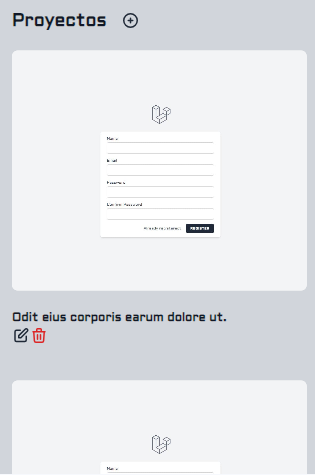 Proyectos
Name
Email
Password
Confirm Password
Already registered? REGISTER
Odit eius corporis earum dolore ut.
Name